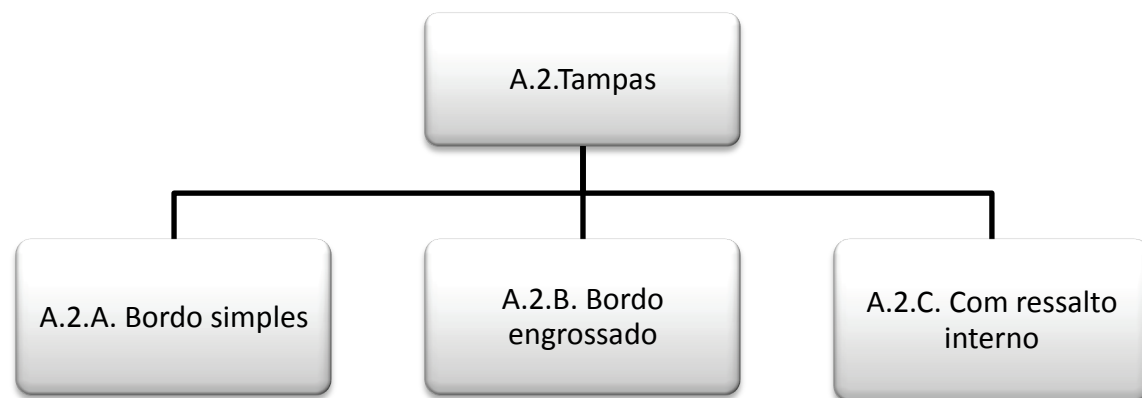 A.2.Tampas
A.2.A. Bordo simples
A.2.B. Bordo
engrossado
A.2.C. Com ressalto
interno